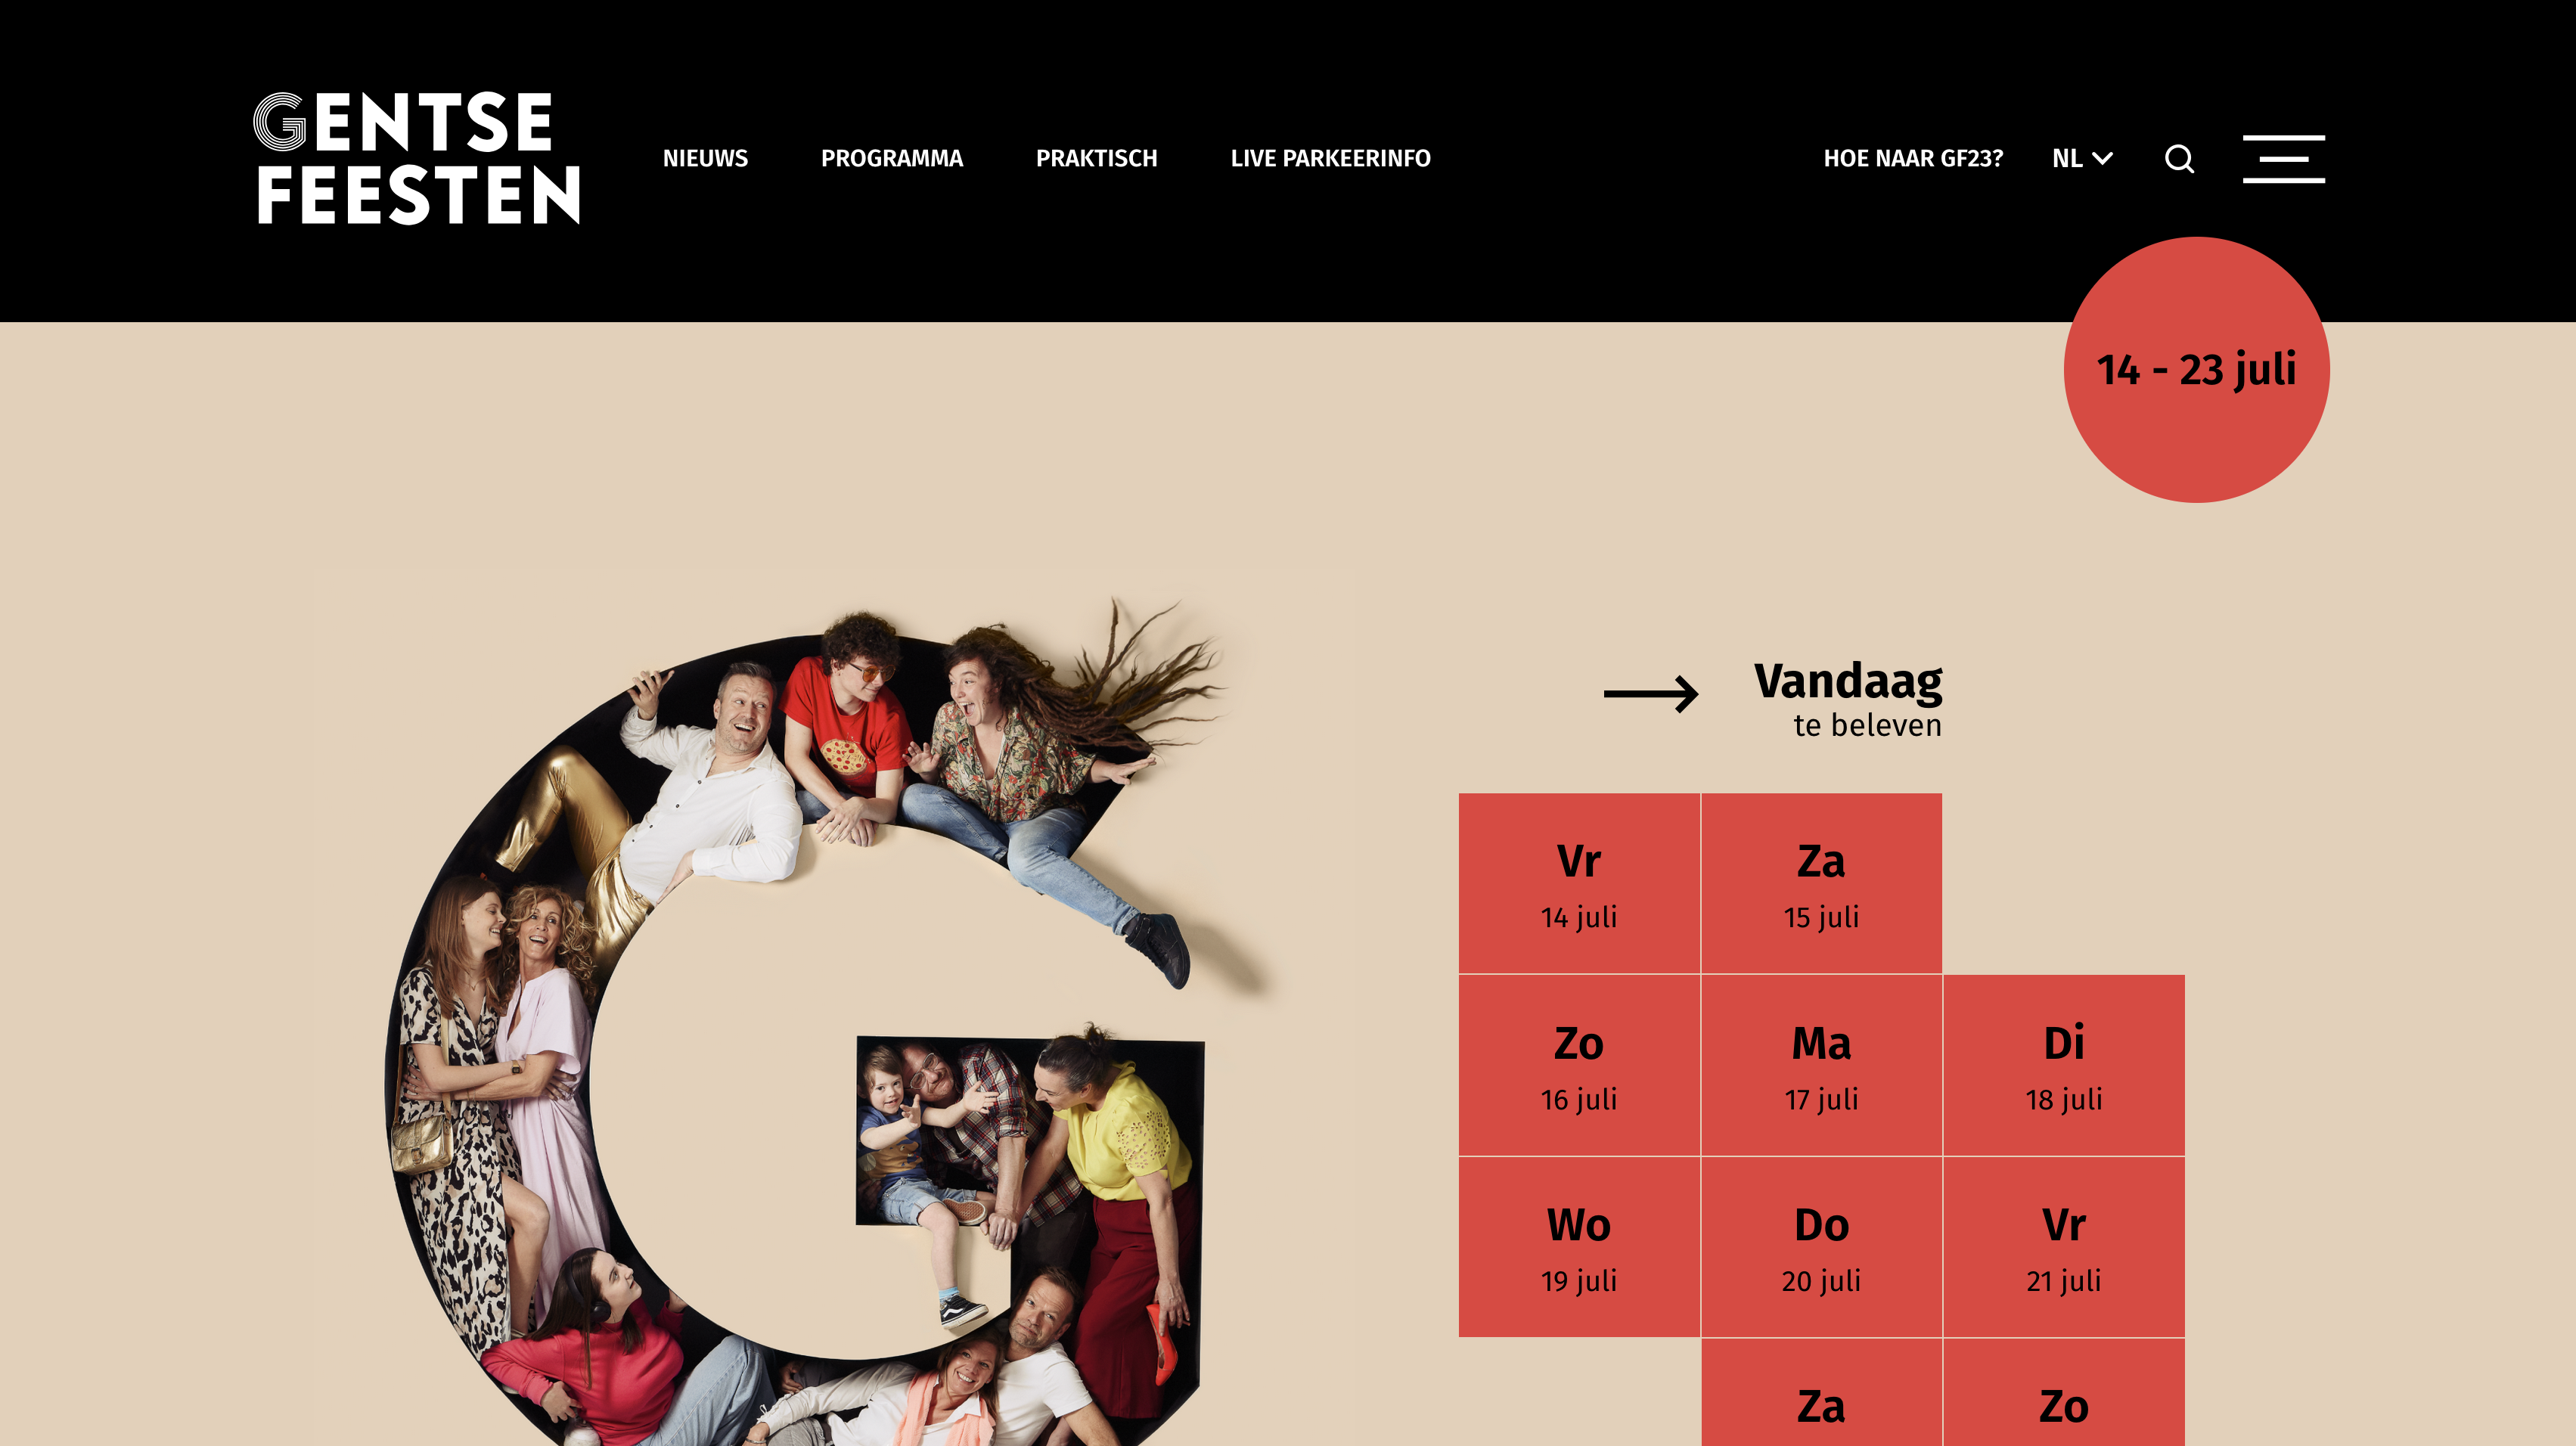 GENTSE
FEESTEN
NIEUWS
PROGRAMMA
PRAKTISCH
LIVE PARKEERINFO
HOE NAAR GF23?
NL
14 - 23 juli
Vandaag
te beleven
Vr
14 juli
Za
15 juli
Zo
16 juli
Ma
17 juli
Di
18 juli
Wo
19 juli
Do
20 juli
Vr
21 juli
Za
Zo